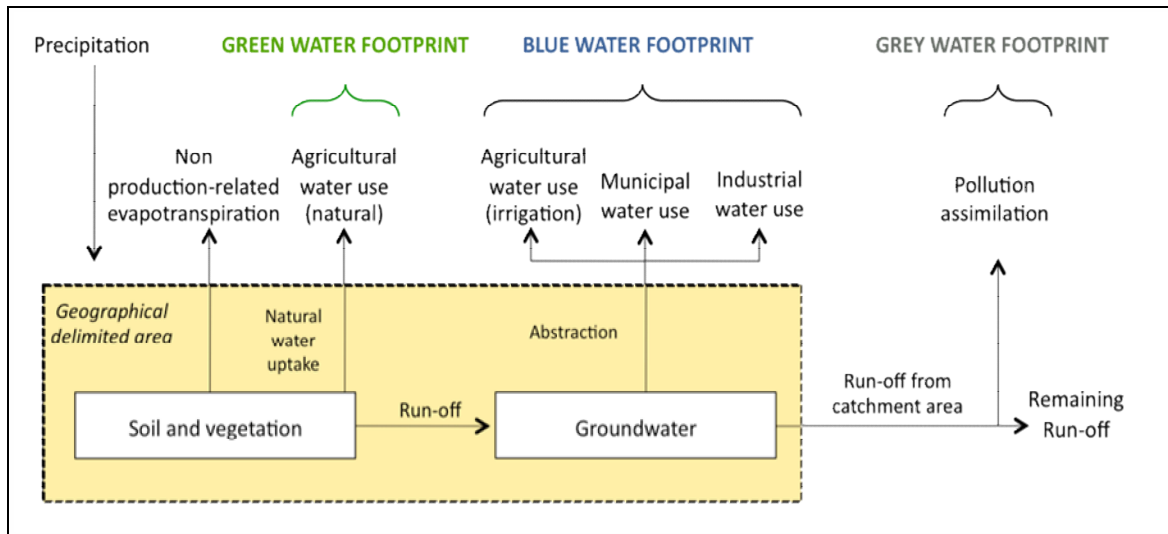 Precipitation
GREEN WATER FOOTPRINT
BLUE WATER FOOTPRINT
GREY WATER FOOTPRINT
Non
production-related
evapotranspiration
Agricultural
water use
(natural)
Agricultural
water use
(irrigation)
Municipal
water use
Industrial
water use
Pollution
assimilation
Geographical
delimited area
Natural
water
uptake
Abstraction
Soil and vegetation
Run-off
Groundwater
Run-off from
catchment area
Remaining
Run-off